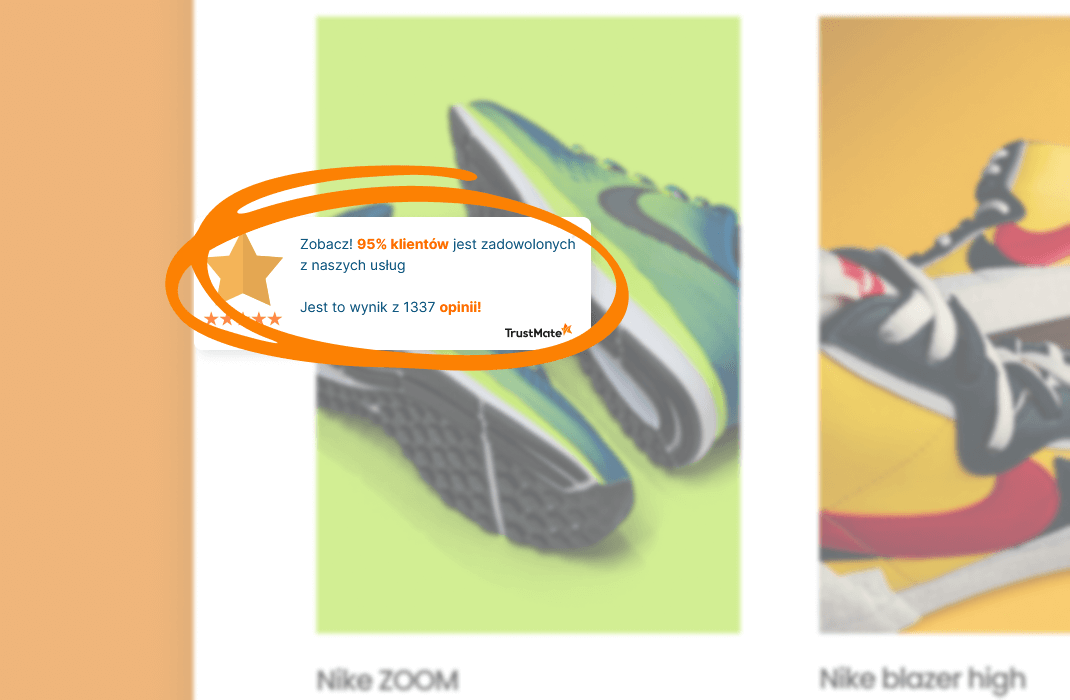 Zobacz! 95% klientów jest zadowolonych
z naszych usług
Jest to wynik z 1337 opinii!
TrustMate
Nike ZOOM
Nike blazer high